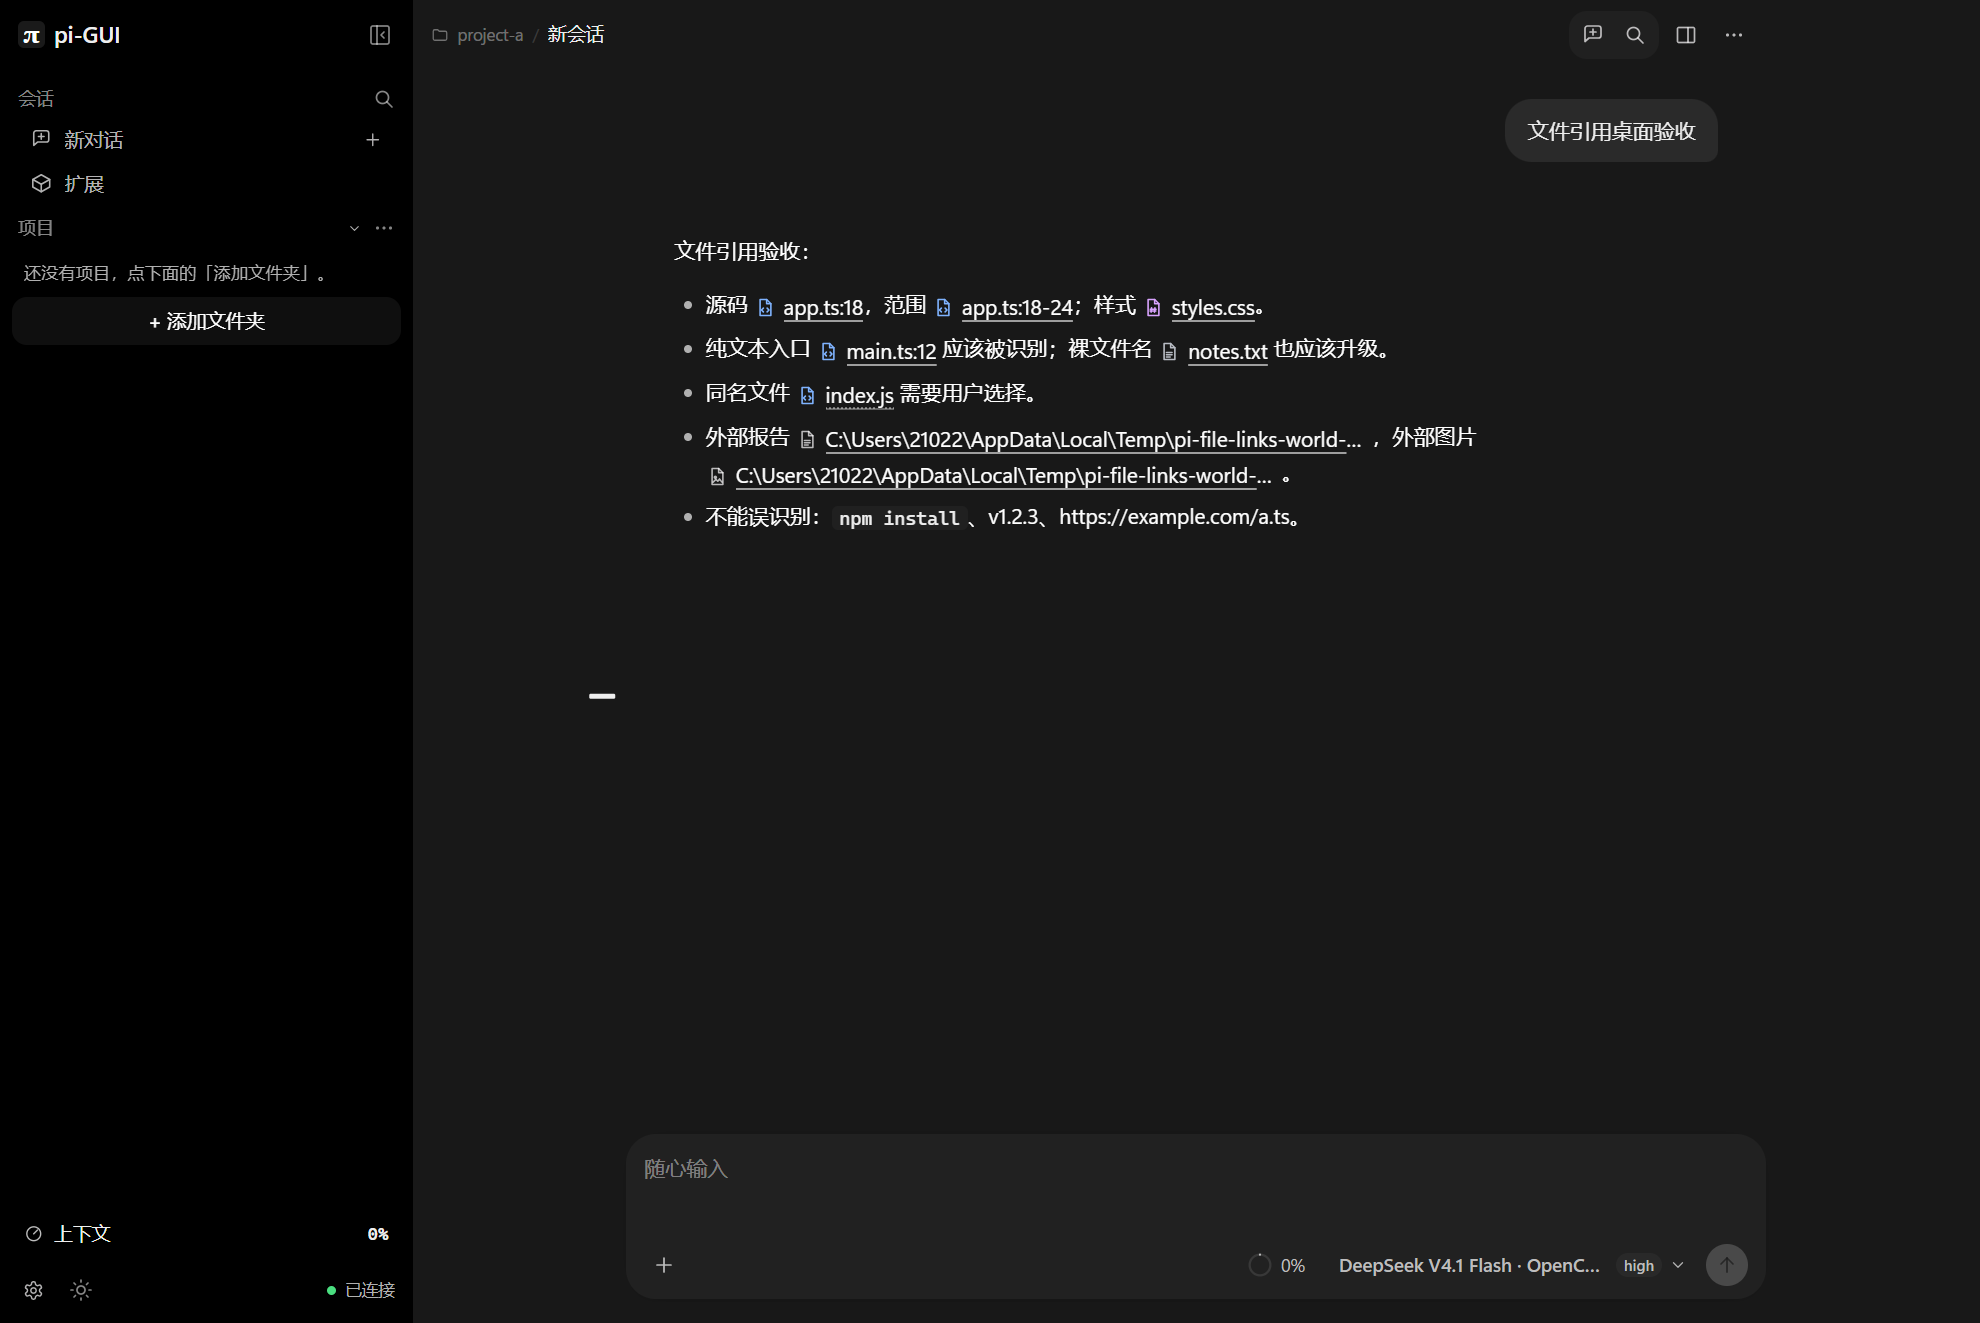 π pi-GUI
会话
新对话
扩展
项目
还没有项目，点下面的「添加文件夹」。
+ 添加文件夹
上下文 0%
已连接
project-a / 新会话
文件引用桌面验收
文件引用验收：
源码 app.ts:18，范围 app.ts:18-24；样式 styles.css。
纯文本入口 main.ts:12 应该被识别；裸文件名 notes.txt 也应该升级。
同名文件 index.js 需要用户选择。
外部报告 C:\Users\21022\AppData\Local\Temp\pi-file-links-world-... ，外部图片
C:\Users\21022\AppData\Local\Temp\pi-file-links-world-... 。
不能误识别： npm install 、v1.2.3、https://example.com/a.ts。
随心输入
0% DeepSeek V4.1 Flash · OpenC... high